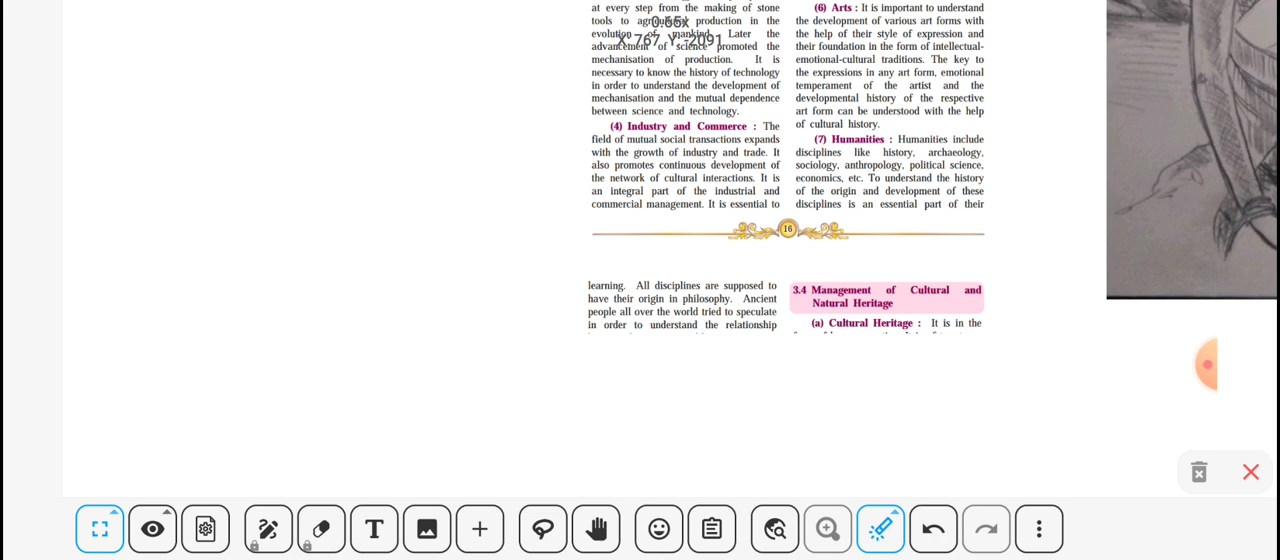 at every step from the making of stone
tools to agricultural production in the
evolution of mankind. Later the
advancement of science promoted the
mechanisation of production. It is
necessary to know the history of technology
in order to understand the development of
mechanisation and the mutual dependence
between science and technology.
(4) Industry and Commerce : The
field of mutual social transactions expands
with the growth of industry and trade. It
also promotes continuous development of
the network of cultural interactions. It is
an integral part of the industrial and
commercial management. It is essential to
0.65x
X: 767 Y: -2091
(6) Arts : It is important to understand
the development of various art forms with
the help of their style of expression and
their foundation in the form of intellectual-
emotional-cultural traditions. The key to
the expressions in any art form, emotional
temperament of the artist and the
developmental history of the respective
art form can be understood with the help
of cultural history.
(7) Humanities : Humanities include
disciplines like history, archaeology,
sociology, anthropology, political science,
economics, etc. To understand the history
of the origin and development of these
disciplines is an essential part of their
16
learning. All disciplines are supposed to
have their origin in philosophy. Ancient
people all over the world tried to speculate
in order to understand the relationship
3.4 Management of Cultural and
Natural Heritage
(a) Cultural Heritage : It is in the
T